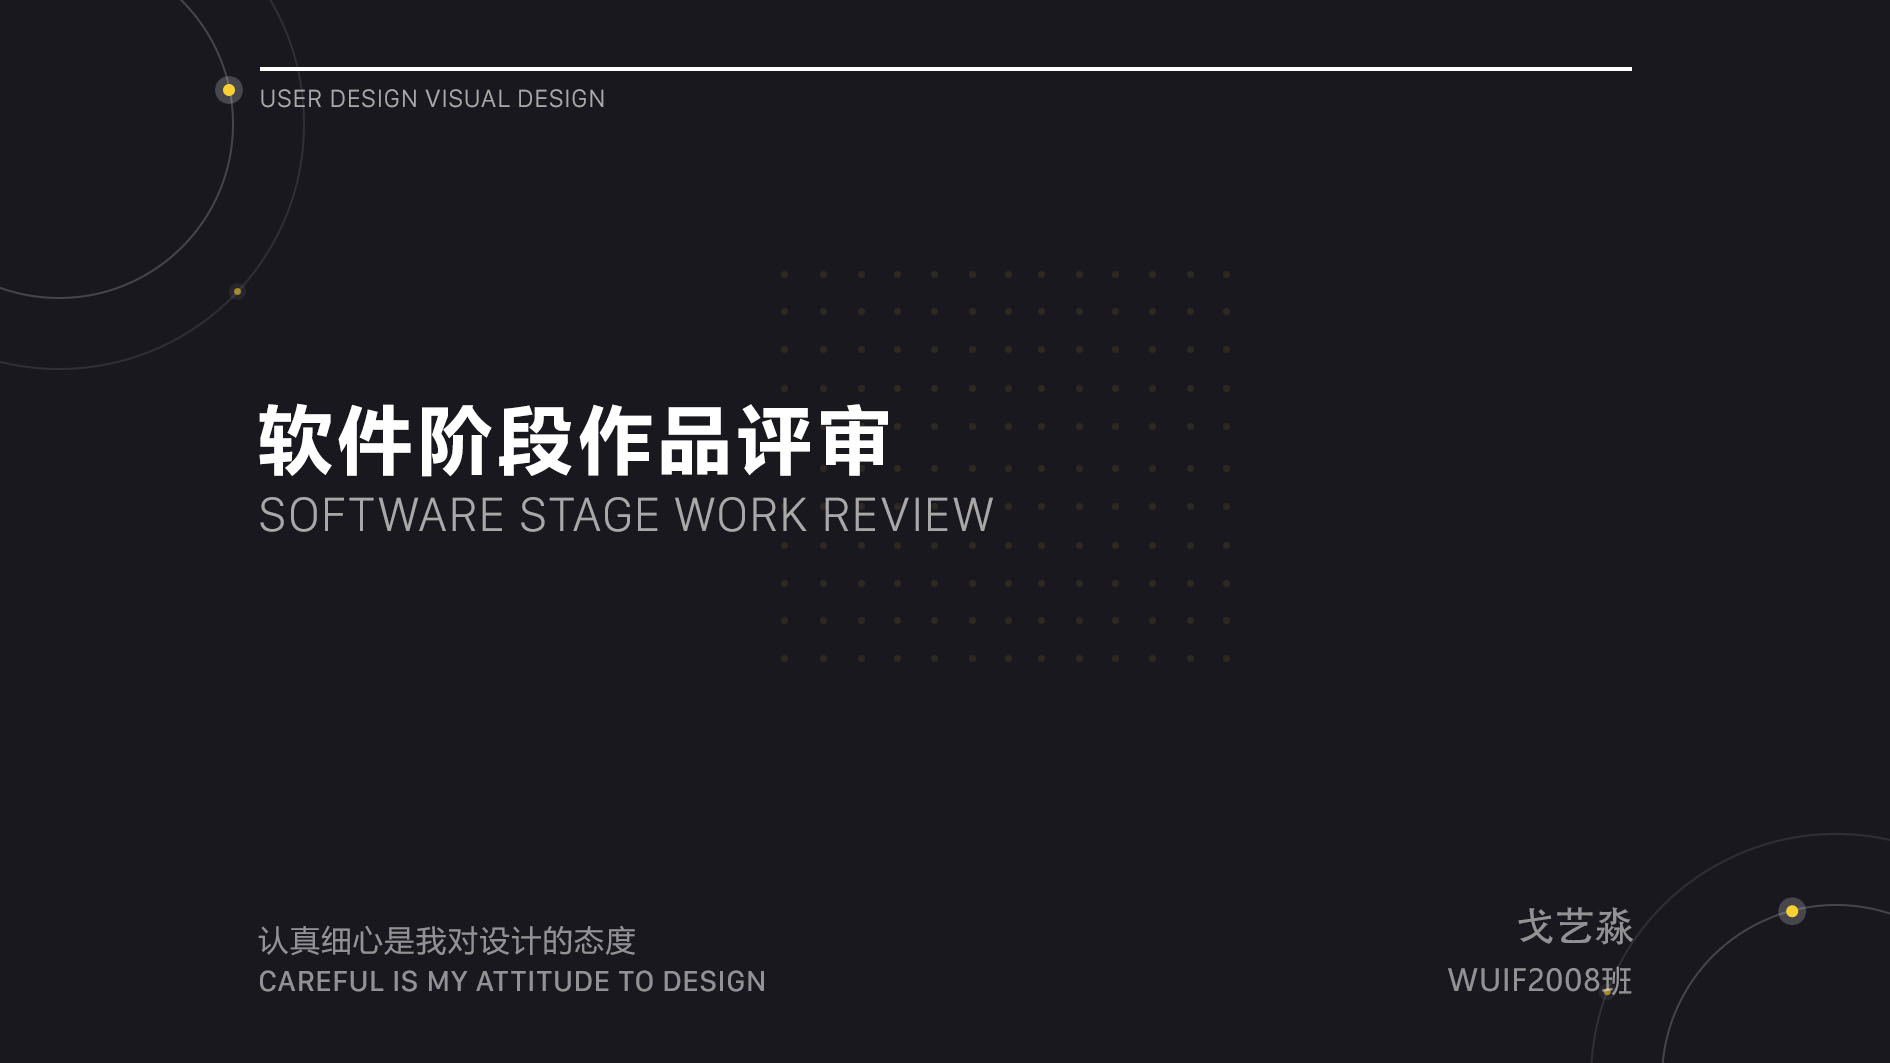 USER DESIGN VISUAL DESIGN
软件阶段作品评审
SOFTWARE STAGE WORK REVIEW
认真细心是我对设计的态度
CAREFUL IS MY ATTITUDE TO DESIGN
戈艺淼
WUIF2008班